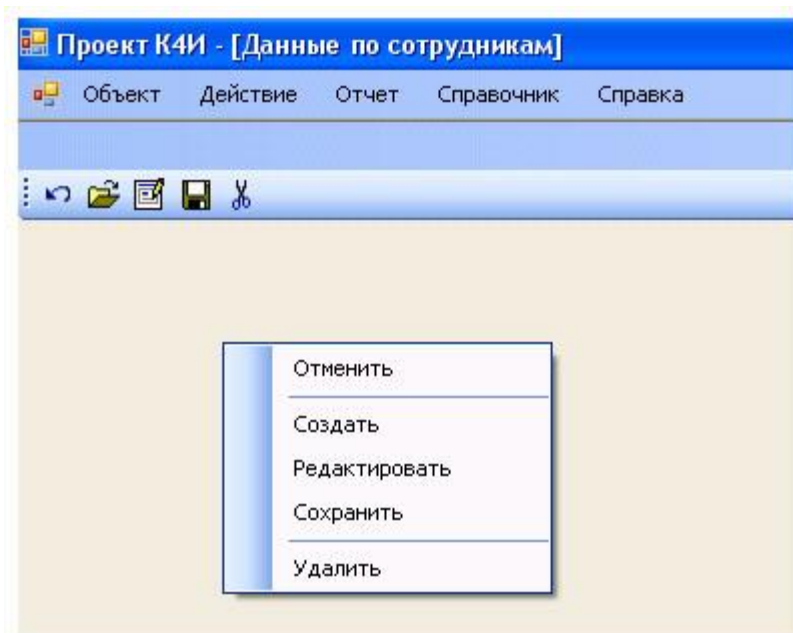 Проект К4И - [Данные по сотрудникам]
Объект Действие Отчет Справочник Справка
Отменить
Создать
Редактировать
Сохранить
Удалить